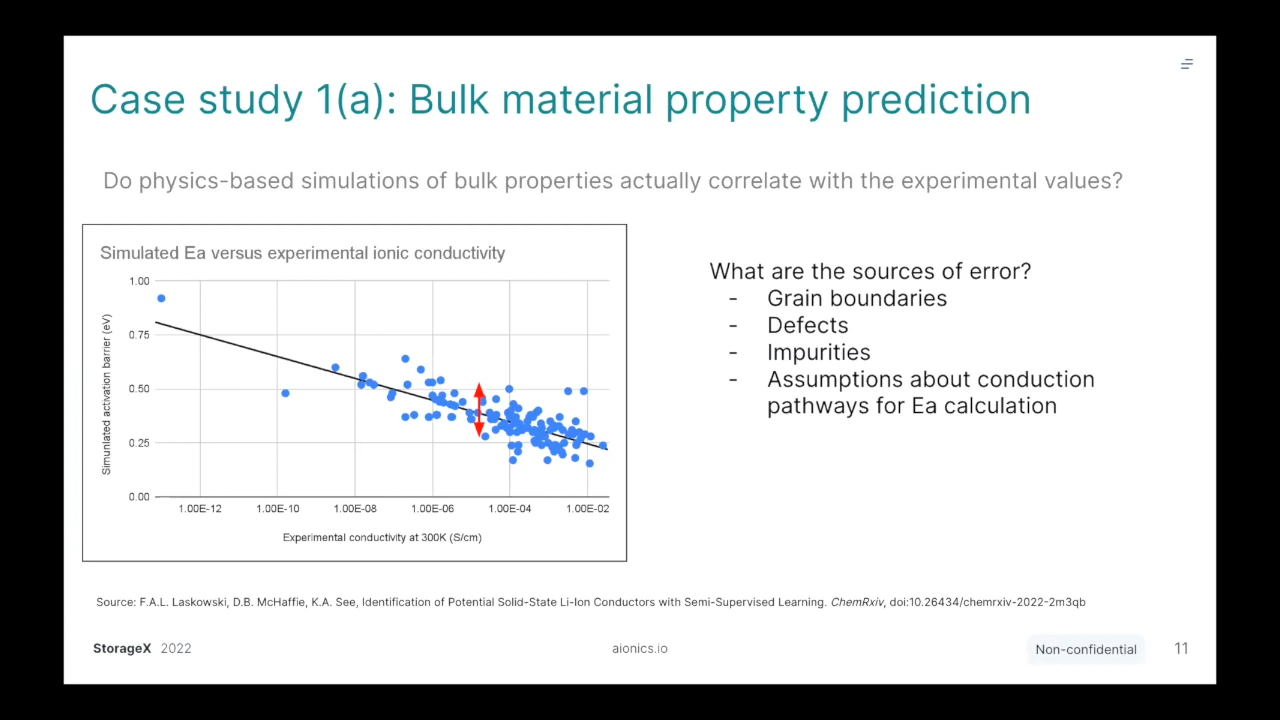 Case study 1(a): Bulk material property prediction
Do physics-based simulations of bulk properties actually correlate with the experimental values?
Simulated Ea versus experimental ionic conductivity
Simunlated activation barrier (eV)
1.00
0.75
0.50
0.25
0.00
1.00E-12
1.00E-10
1.00E-08
1.00E-06
1.00E-04
1.00E-02
Experimental conductivity at 300K (S/cm)
What are the sources of error?
- Grain boundaries
- Defects
- Impurities
- Assumptions about conduction
pathways for Ea calculation
Source: F.A.L. Laskowski, D.B. McHaffie, K.A. See, Identification of Potential Solid-State Li-Ion Conductors with Semi-Supervised Learning. ChemRxiv, doi:10.26434/chemrxiv-2022-2m3qb
StorageX 2022
aionics.io
Non-confidential
11